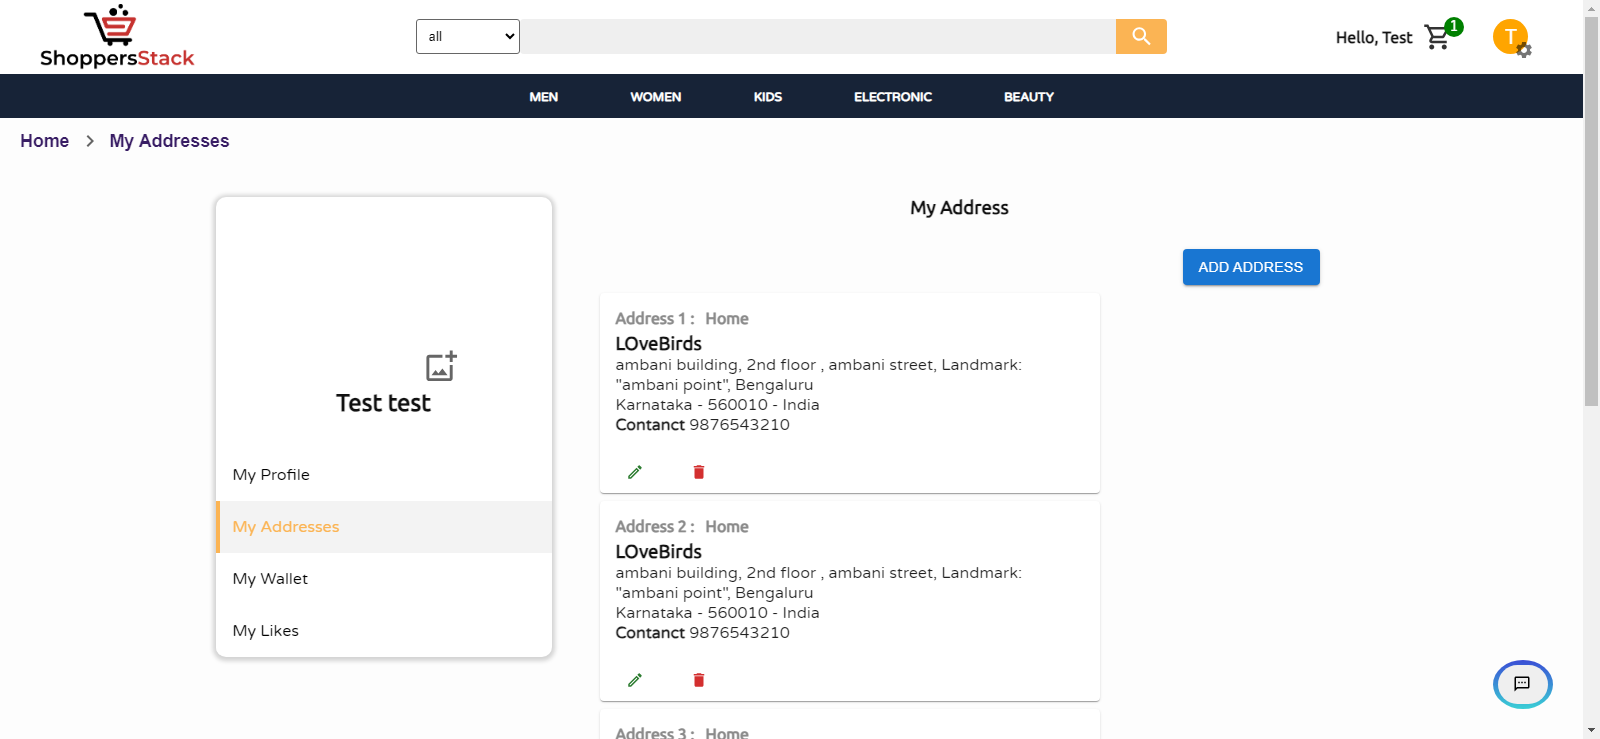 ShoppersStack
all
Hello, Test
1
T
MEN
WOMEN
KIDS
ELECTRONIC
BEAUTY
Home > My Addresses
Test test
My Profile
My Addresses
My Wallet
My Likes
My Address
ADD ADDRESS
Address 1 : Home
LOveBirds
ambani building, 2nd floor , ambani street, Landmark:
"ambani point", Bengaluru
Karnataka - 560010 - India
Contanct 9876543210
Address 2 : Home
LOveBirds
ambani building, 2nd floor , ambani street, Landmark:
"ambani point", Bengaluru
Karnataka - 560010 - India
Contanct 9876543210
Address 3 : Home